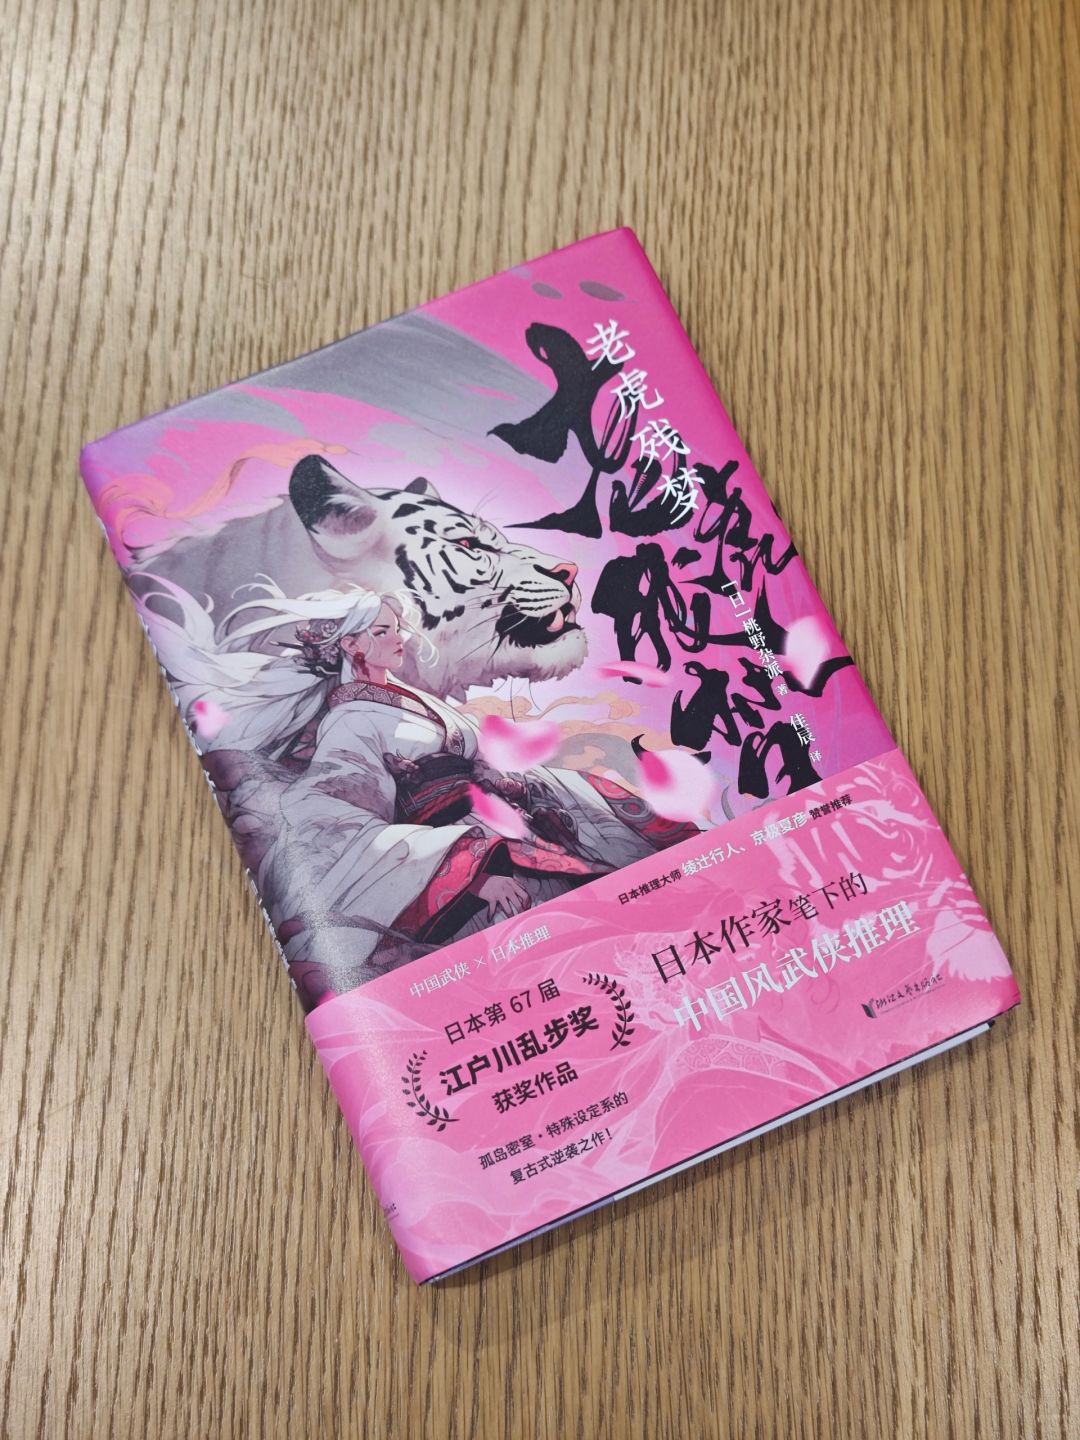 老虎残梦
老虎残梦
[日]桃野杂派 著
佳辰 译
日本推理大师 绫辻行人、京极夏彦 赞誉推荐
日本作家笔下的
中国风武侠推理
浙江文艺出版社
中国武侠 × 日本推理
日本第67届
江户川乱步奖
获奖作品
孤岛密室·特殊设定系的
复古式逆袭之作！